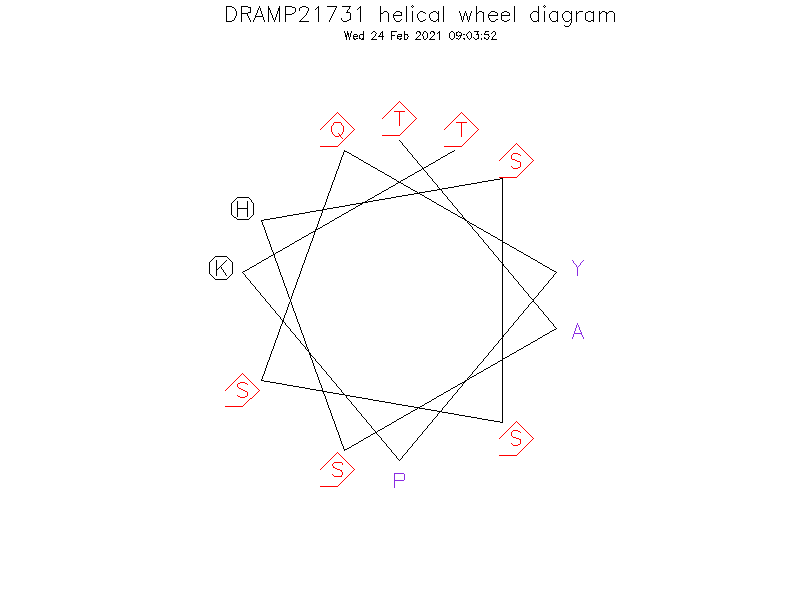 DRAMP21731 helical wheel diagram
Wed 24 Feb 2021 09:03:52
Q T T
S
H
K Y
A
S
S
S P